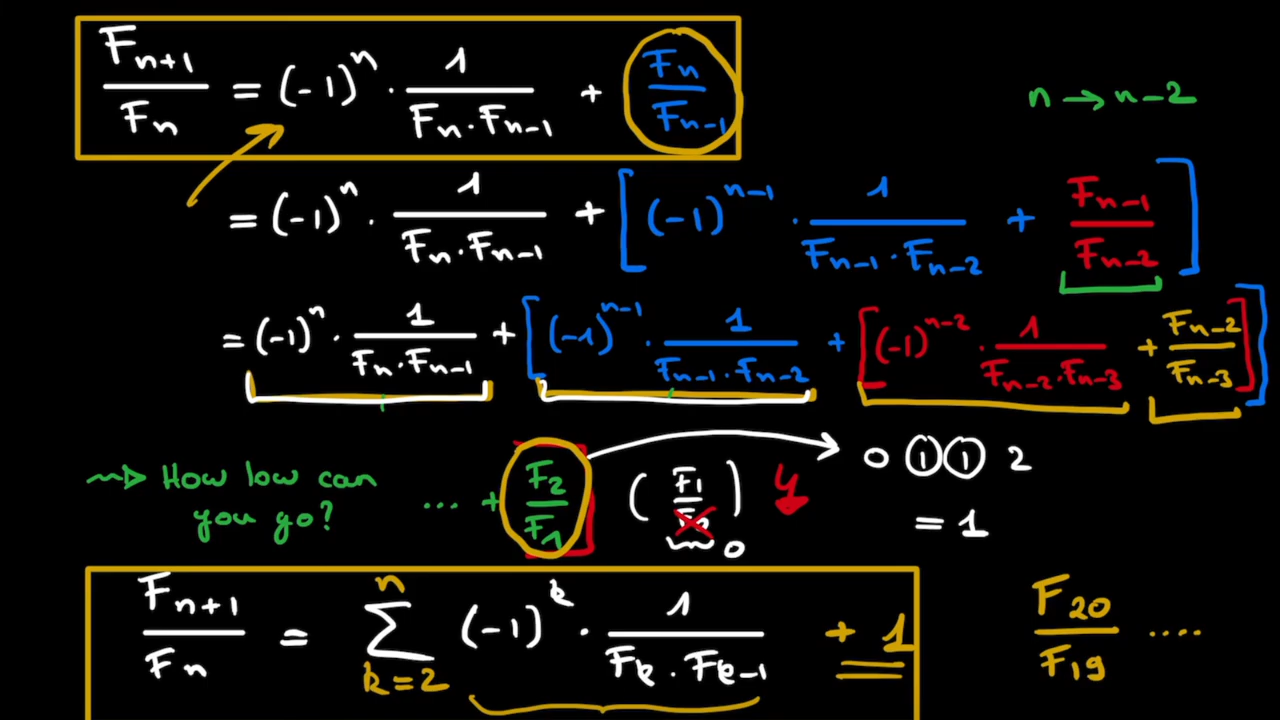 F_{n+1}/F_n = (-1)^n · 1/(F_n·F_{n-1}) + F_n/F_{n-1}
n → n-2
= (-1)^n · 1/(F_n·F_{n-1}) + [(-1)^{n-1} · 1/(F_{n-1}·F_{n-2}) + F_{n-1}/F_{n-2}]
= (-1)^n · 1/(F_n·F_{n-1}) + [(-1)^{n-1} · 1/(F_{n-1}·F_{n-2}) + [(-1)^{n-2} · 1/(F_{n-2}·F_{n-3}) + F_{n-2}/F_{n-3}]]
0 1 1 2
⇝ How low can
you go?
... + F_2/F_1 (F_1/F_0) ↯
0
= 1
F_{n+1}/F_n = ∑_{k=2}^{n} (-1)^k · 1/(F_k·F_{k-1}) + 1
F_{20}/F_{19} ....